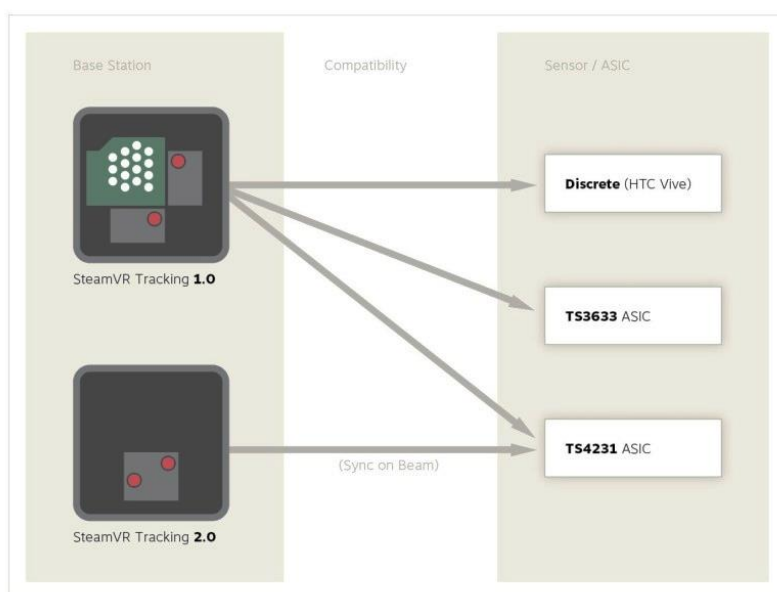 Base Station
Compatibility
Sensor / ASIC
Discrete (HTC Vive)
SteamVR Tracking 1.0
TS3633 ASIC
TS4231 ASIC
(Sync on Beam)
SteamVR Tracking 2.0